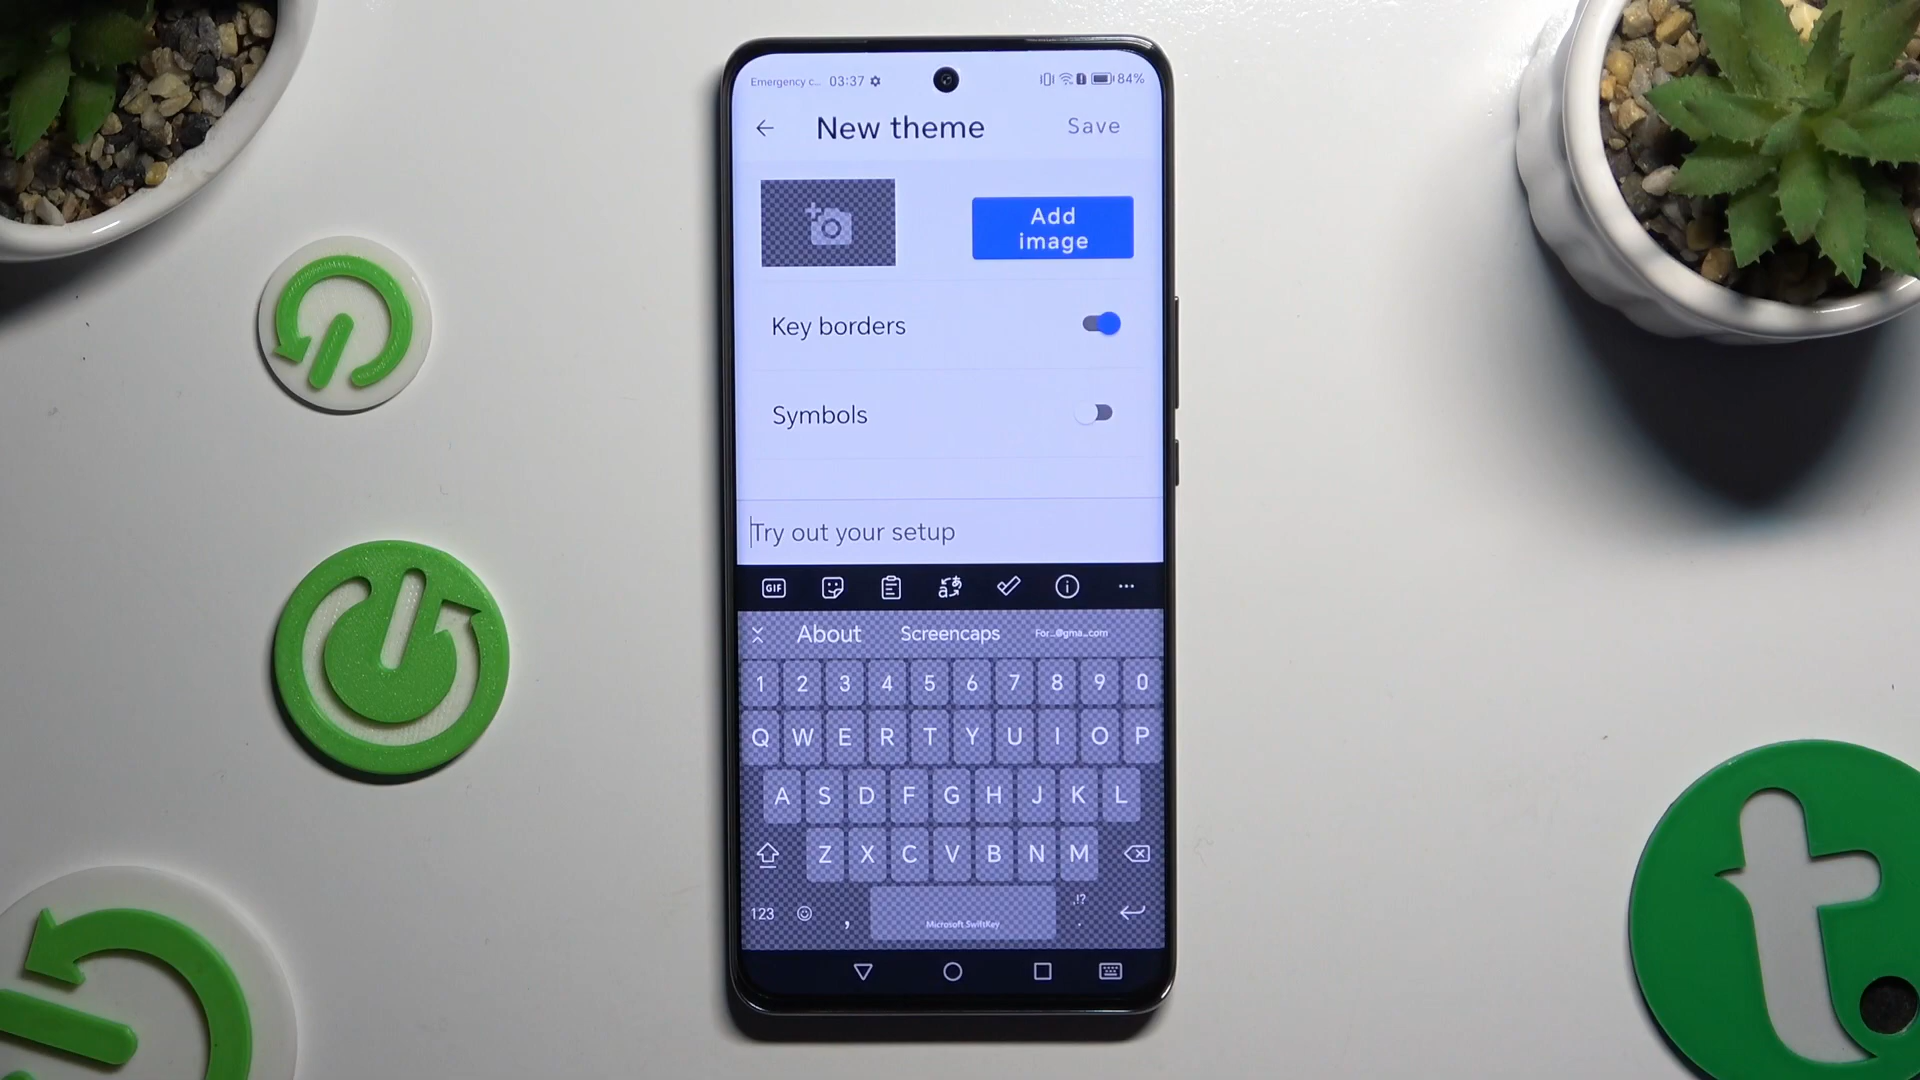 Emergency c... 03:37 84%
New theme Save
Add
image
Key borders
Symbols
Try out your setup
GIF
About Screencaps For...@gma...com
1 2 3 4 5 6 7 8 9 0
Q W E R T Y U I O P
A S D F G H J K L
Z X C V B N M
123 , .!?
Microsoft SwiftKey .
t